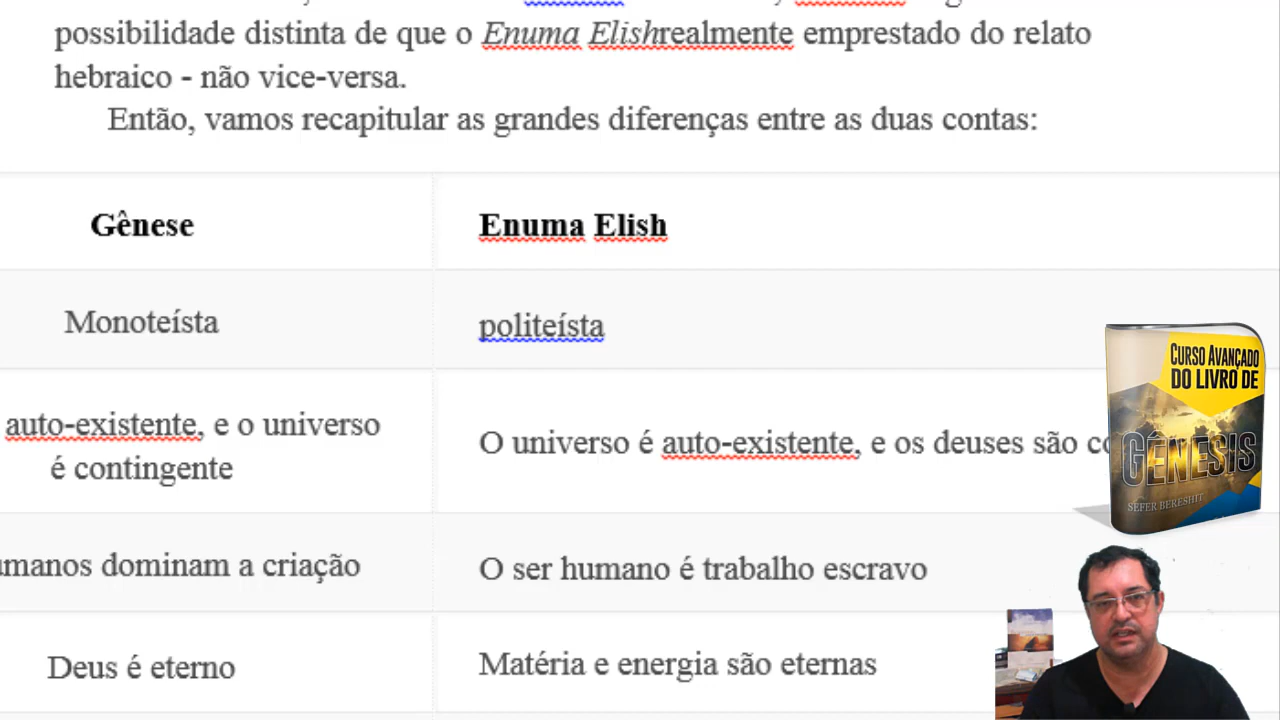 possibilidade distinta de que o Enuma Elishrealmente emprestado do relato
hebraico - não vice-versa.
Então, vamos recapitular as grandes diferenças entre as duas contas:
Gênese Enuma Elish
Monoteísta politeísta
auto-existente, e o universo
é contingente
O universo é auto-existente, e os deuses são
umanos dominam a criação O ser humano é trabalho escravo
Deus é eterno Matéria e energia são eternas
CURSO AVANÇADO
DO LIVRO DE
GÊNESIS
SEFER BERESHIT